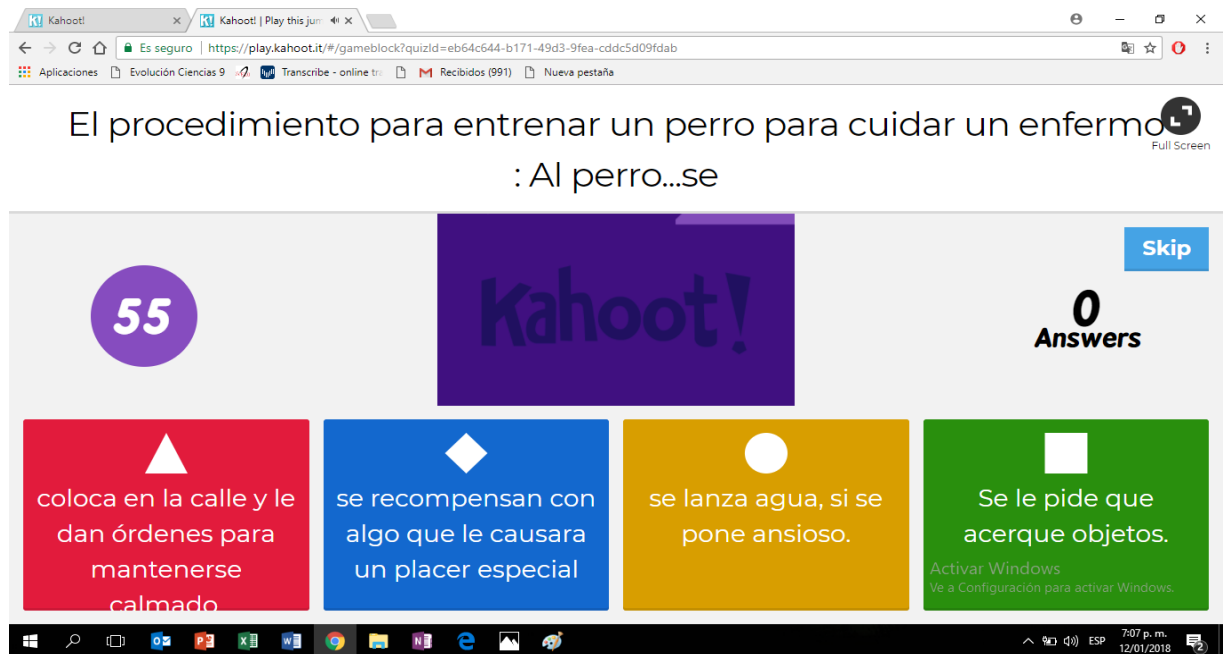 Kahoot!
Kahoot! | Play this jum
Es seguro | https://play.kahoot.it/#/gameblock?quizId=eb64c644-b171-49d3-9fea-cddc5d09fdab
Aplicaciones Evolución Ciencias 9 Transcribe - online tra Recibidos (991) Nueva pestaña
El procedimiento para entrenar un perro para cuidar un enfermo
: Al perro...se
Full Screen
Skip
55
Kahoot!
0
Answers
coloca en la calle y le
dan órdenes para
mantenerse
calmado
se recompensan con
algo que le causara
un placer especial
se lanza agua, si se
pone ansioso.
Se le pide que
acerque objetos.
Activar Windows
Ve a Configuración para activar Windows.
ESP
7:07 p. m.
12/01/2018
2